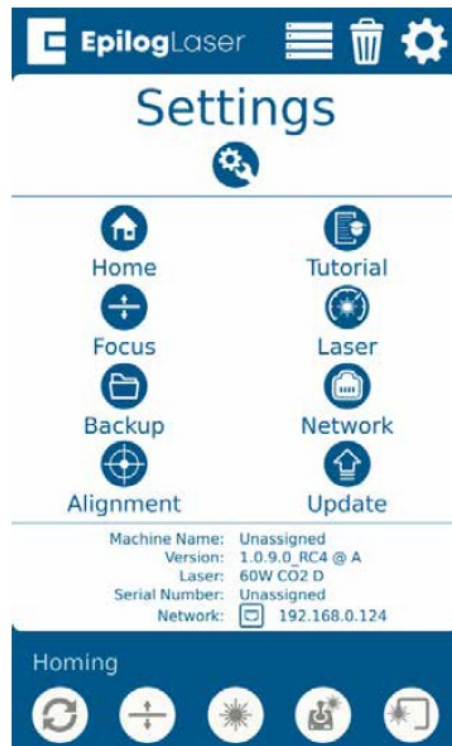 EpilogLaser
Settings
Home Tutorial
Focus Laser
Backup Network
Alignment Update
Machine Name: Unassigned
Version: 1.0.9.0_RC4 @ A
Laser: 60W CO2 D
Serial Number: Unassigned
Network: 192.168.0.124
Homing